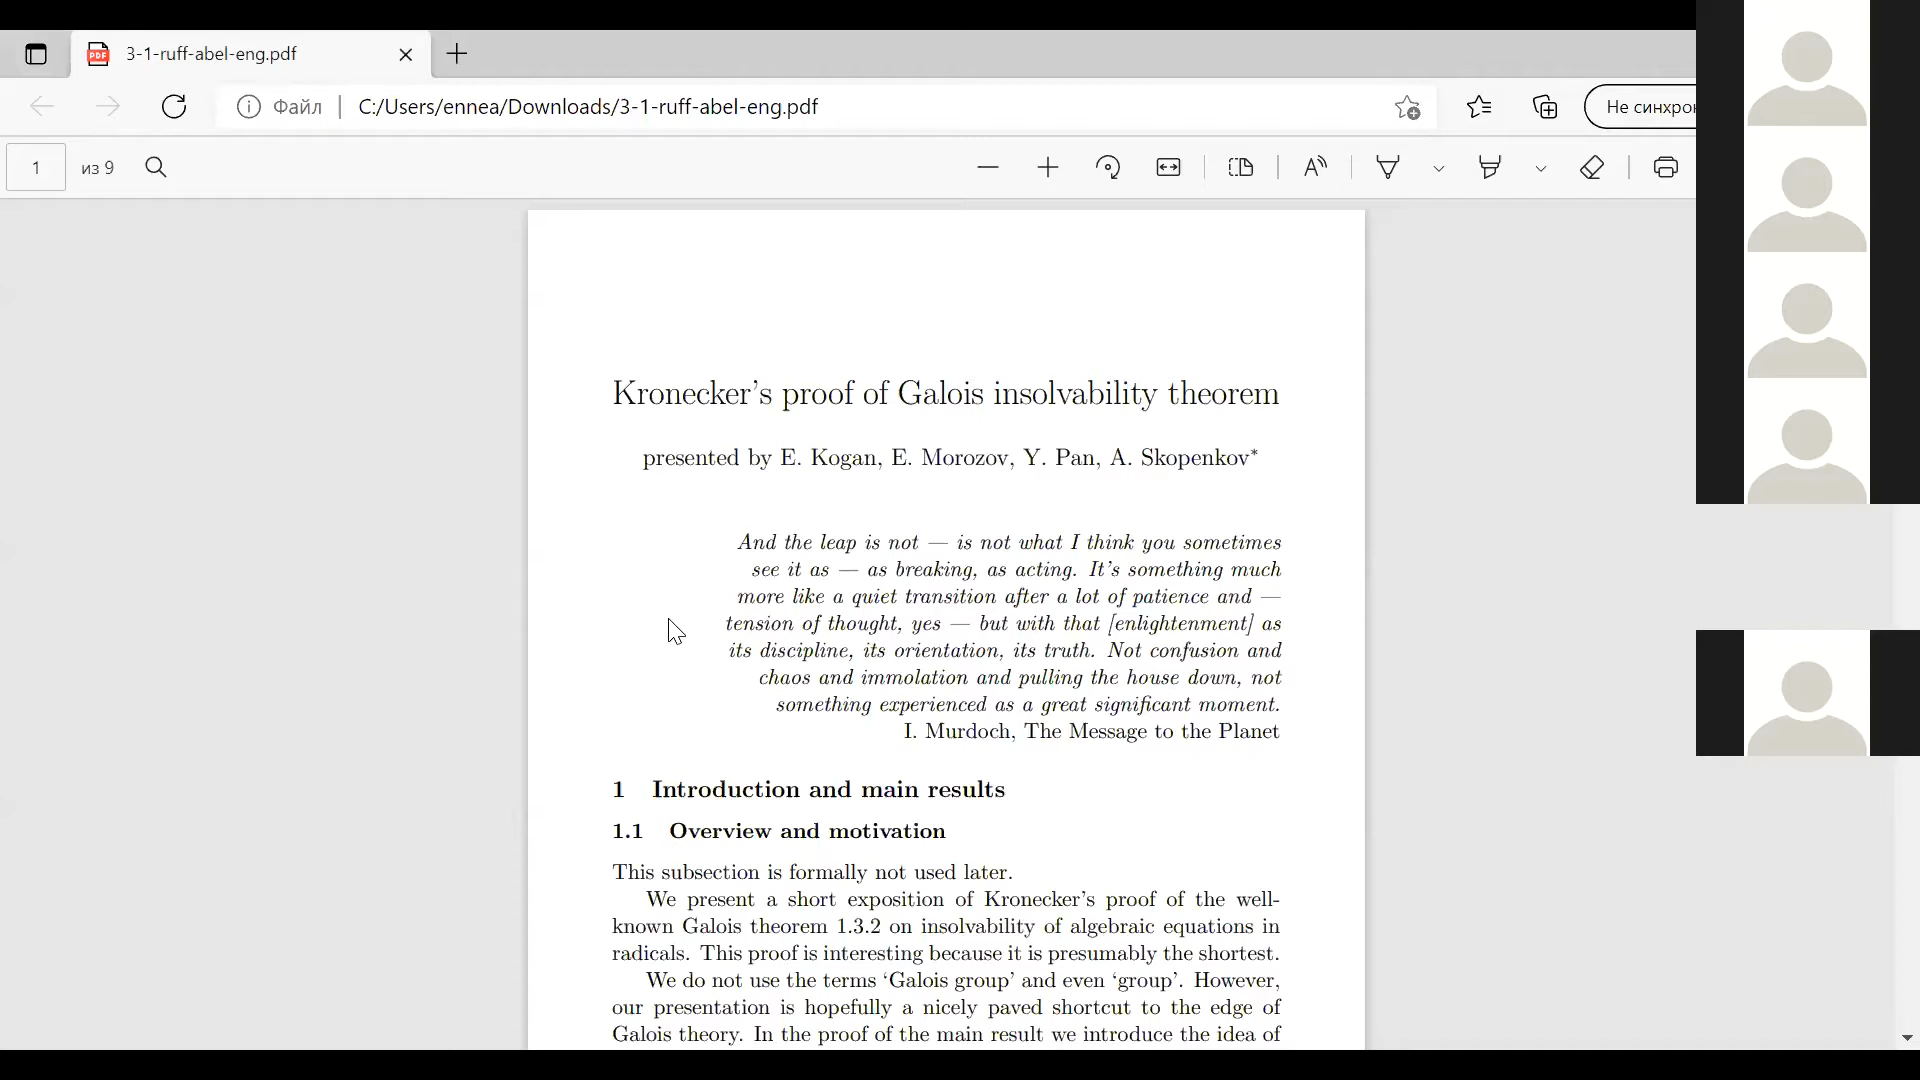 3-1-ruff-abel-eng.pdf
Файл | C:/Users/ennea/Downloads/3-1-ruff-abel-eng.pdf
Не синхрон
1 из 9
Kronecker's proof of Galois insolvability theorem
presented by E. Kogan, E. Morozov, Y. Pan, A. Skopenkov*
And the leap is not — is not what I think you sometimes
see it as — as breaking, as acting. It's something much
more like a quiet transition after a lot of patience and —
tension of thought, yes — but with that [enlightenment] as
its discipline, its orientation, its truth. Not confusion and
chaos and immolation and pulling the house down, not
something experienced as a great significant moment.
I. Murdoch, The Message to the Planet
1 Introduction and main results
1.1 Overview and motivation
This subsection is formally not used later.
We present a short exposition of Kronecker's proof of the well-
known Galois theorem 1.3.2 on insolvability of algebraic equations in
radicals. This proof is interesting because it is presumably the shortest.
We do not use the terms ‘Galois group’ and even ‘group’. However,
our presentation is hopefully a nicely paved shortcut to the edge of
Galois theory. In the proof of the main result we introduce the idea of